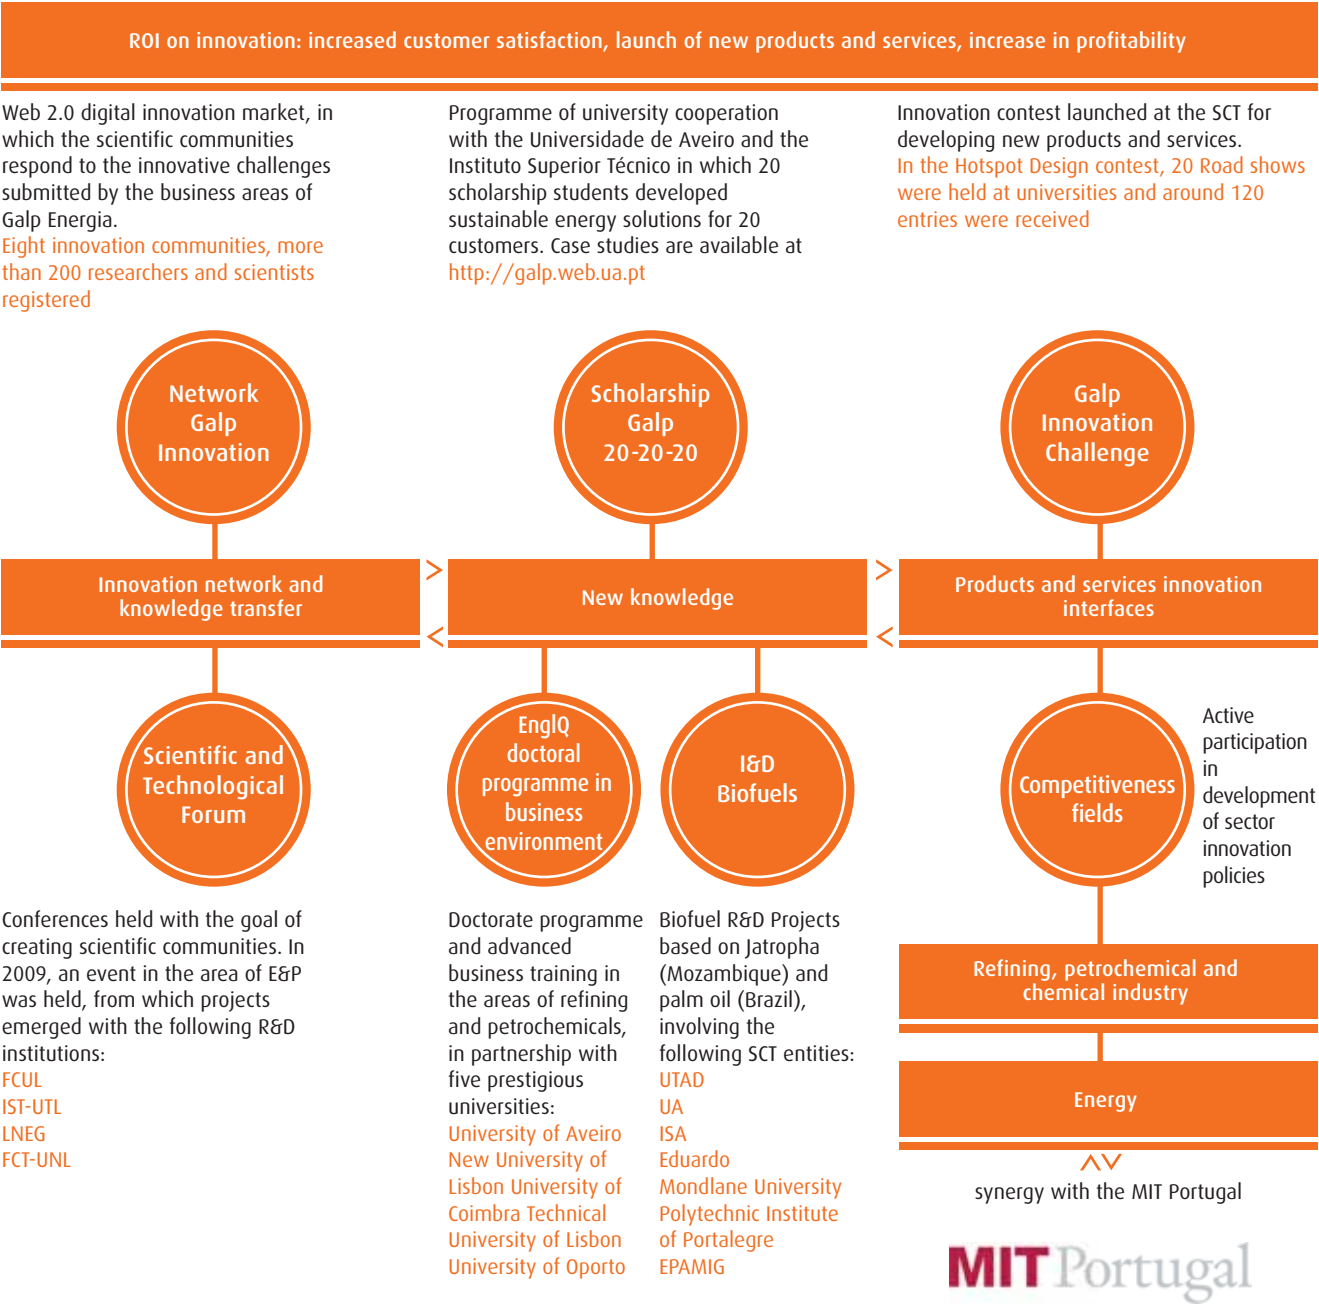 ROI on innovation: increased customer satisfaction, launch of new products and services, increase in profitability
Web 2.0 digital innovation market, in
which the scientific communities
respond to the innovative challenges
submitted by the business areas of
Galp Energia.
Eight innovation communities, more
than 200 researchers and scientists
registered
Programme of university cooperation
with the Universidade de Aveiro and the
Instituto Superior Técnico in which 20
scholarship students developed
sustainable energy solutions for 20
customers. Case studies are available at
http://galp.web.ua.pt
Innovation contest launched at the SCT for
developing new products and services.
In the Hotspot Design contest, 20 Road shows
were held at universities and around 120
entries were received
Network
Galp
Innovation
Scholarship
Galp
20-20-20
Galp
Innovation
Challenge
Innovation network and
knowledge transfer
New knowledge
Products and services innovation
interfaces
Scientific and
Technological
Forum
EnglQ
doctoral
programme in
business
environment
I&D
Biofuels
Competitiveness
fields
Active
participation
in
development
of sector
innovation
policies
Conferences held with the goal of
creating scientific communities. In
2009, an event in the area of E&P
was held, from which projects
emerged with the following R&D
institutions:
FCUL
IST-UTL
LNEG
FCT-UNL
Doctorate programme
and advanced
business training in
the areas of refining
and petrochemicals,
in partnership with
five prestigious
universities:
University of Aveiro
New University of
Lisbon University of
Coimbra Technical
University of Lisbon
University of Oporto
Biofuel R&D Projects
based on Jatropha
(Mozambique) and
palm oil (Brazil),
involving the
following SCT entities:
UTAD
UA
ISA
Eduardo
Mondlane University
Polytechnic Institute
of Portalegre
EPAMIG
Refining, petrochemical and
chemical industry
Energy
synergy with the MIT Portugal
MIT Portugal